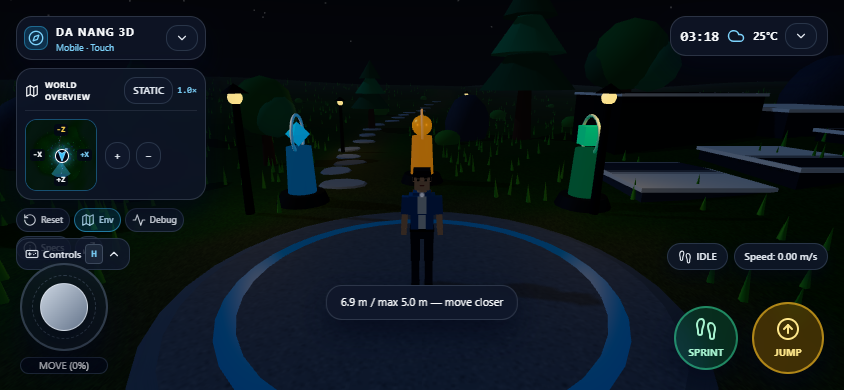 DA NANG 3D
Mobile · Touch
03:18
25°C
WORLD
OVERVIEW
STATIC
1.0×
-Z
-X
+X
+Z
+
−
Reset
Env
Debug
Specs
Controls
H
IDLE
Speed: 0.00 m/s
6.9 m / max 5.0 m — move closer
SPRINT
JUMP
MOVE (0%)